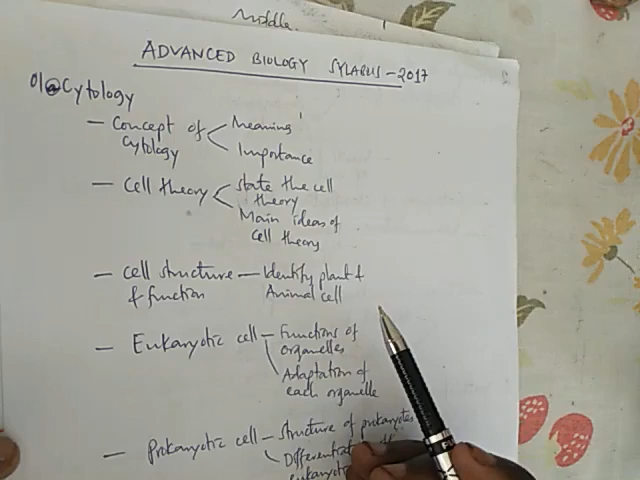 Middle.
ADVANCED BIOLOGY SYLABUS - 2017
01 Cytology
— Concept of Cytology < Meaning
Importance
— Cell theory < state the cell theory
Main ideas of cell theory
— cell structure & function — Identify plant & Animal cell
— Eukaryotic cell — Functions of organelles
Adaptation of each organelle
— Prokaryotic cell — Structure of prokaryotes